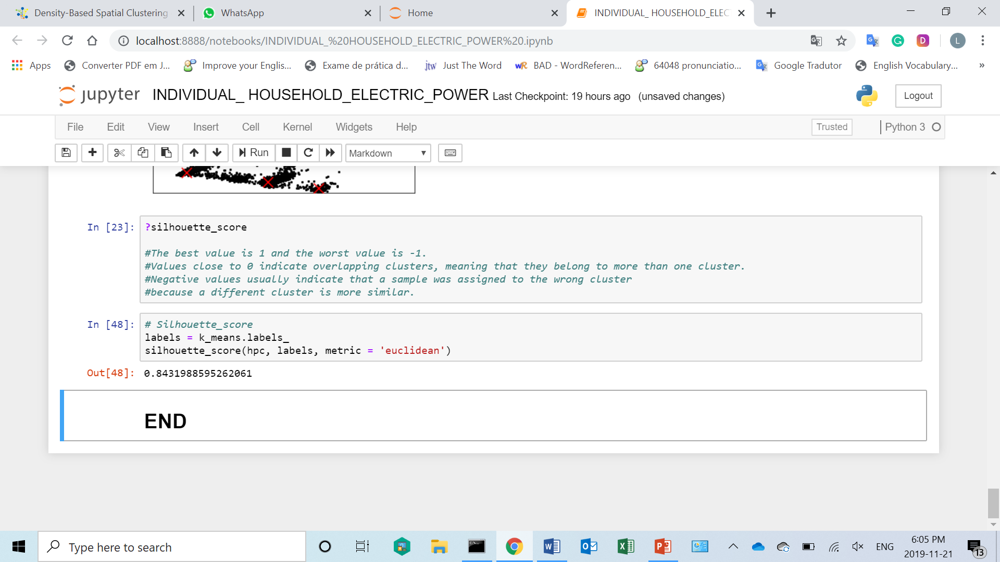 Density-Based Spatial Clustering
WhatsApp
Home
INDIVIDUAL_ HOUSEHOLD_ELEC
localhost:8888/notebooks/INDIVIDUAL_%20HOUSEHOLD_ELECTRIC_POWER%20.ipynb
L
Apps
Converter PDF em J...
Improve your Englis...
Exame de prática d...
jtw Just The Word
WR BAD - WordReferen...
64048 pronunciatio...
Google Tradutor
English Vocabulary...
»
jupyter INDIVIDUAL_ HOUSEHOLD_ELECTRIC_POWER Last Checkpoint: 19 hours ago (unsaved changes)
Logout
File Edit View Insert Cell Kernel Widgets Help
Trusted
Python 3
Run
Markdown
In [23]: ?silhouette_score
#The best value is 1 and the worst value is -1.
#Values close to 0 indicate overlapping clusters, meaning that they belong to more than one cluster.
#Negative values usually indicate that a sample was assigned to the wrong cluster
#because a different cluster is more similar.
In [48]: # Silhouette_score
labels = k_means.labels_
silhouette_score(hpc, labels, metric = 'euclidean')
Out[48]: 0.8431988595262061
END
Type here to search
ENG
6:05 PM
2019-11-21
13